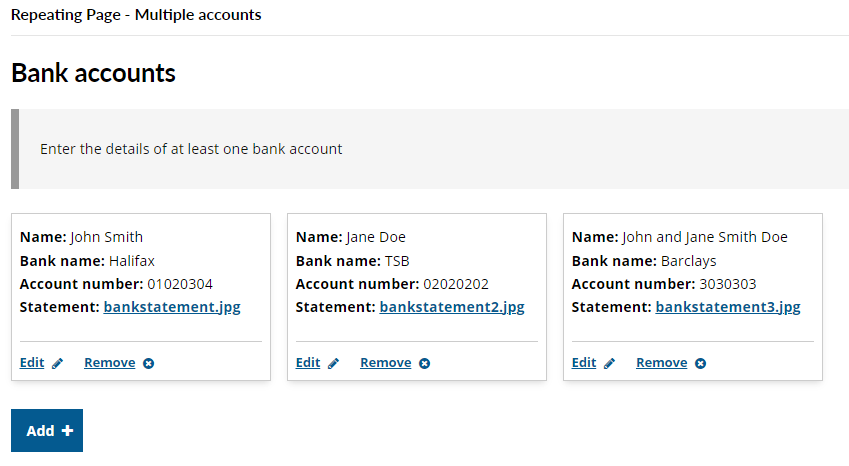 Repeating Page - Multiple accounts
Bank accounts
Enter the details of at least one bank account
Name: John Smith
Bank name: Halifax
Account number: 01020304
Statement: bankstatement.jpg
Edit Remove
Name: Jane Doe
Bank name: TSB
Account number: 02020202
Statement: bankstatement2.jpg
Edit Remove
Name: John and Jane Smith Doe
Bank name: Barclays
Account number: 3030303
Statement: bankstatement3.jpg
Edit Remove
Add +